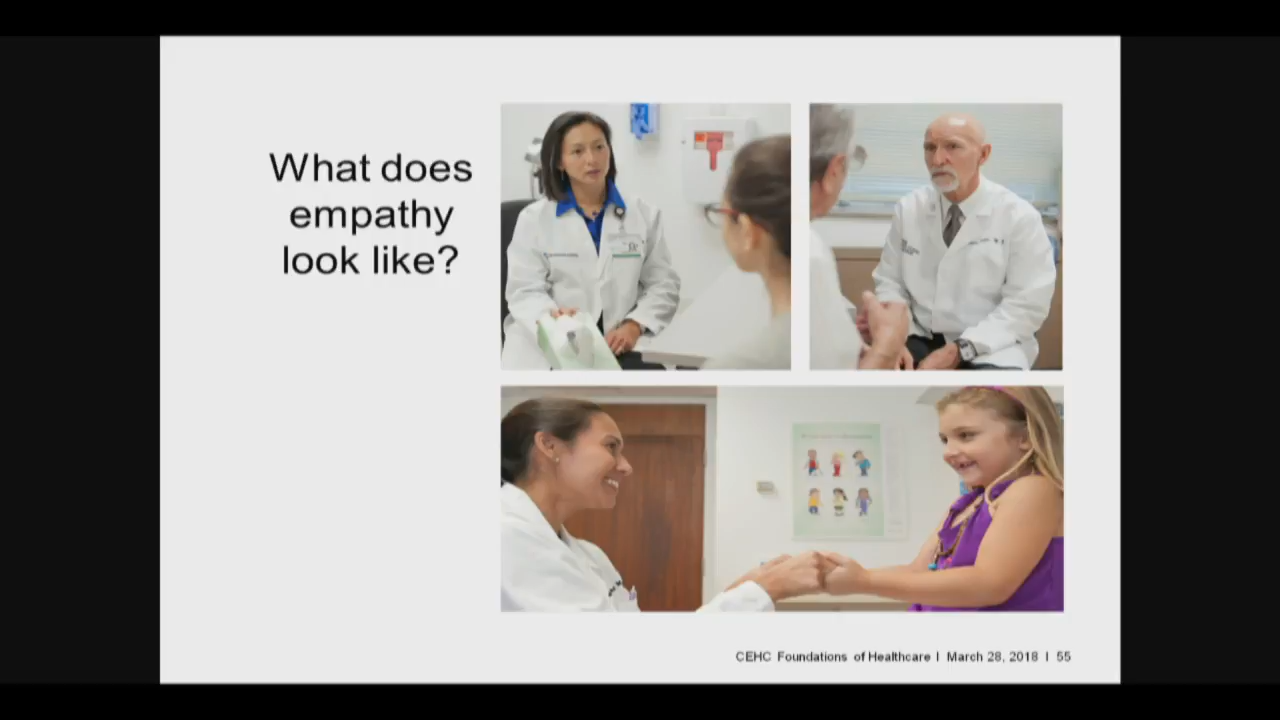 What does
empathy
look like?
CEHC Foundations of Healthcare I March 28, 2018 I 55